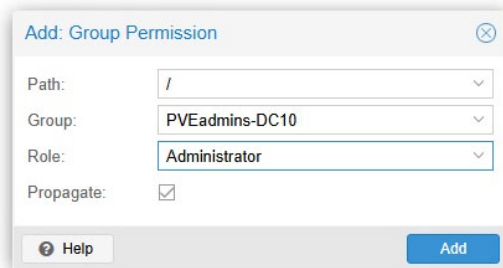 Add: Group Permission
Path: /
Group: PVEadmins-DC10
Role: Administrator
Propagate:
Help Add